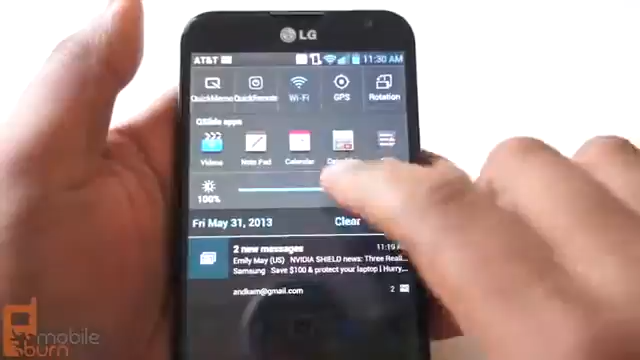 LG
AT&T 11:30 AM
QuickMemo QuickRemote Wi-Fi GPS Rotation
QSlide apps
Videos Note Pad Calendar
100%
Fri May 31, 2013 Clear
2 new messages 11:19
Emily May (US) NVIDIA SHIELD news: Three Reali...
Samsung Save $100 & protect your laptop | Hurry...
andkam@gmail.com 2
mobile
burn